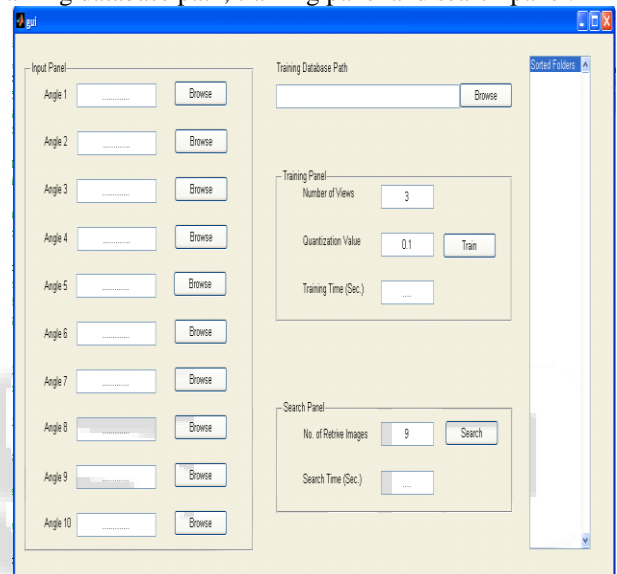 gui
Input Panel
Angle 1 ............. Browse
Angle 2 ............. Browse
Angle 3 ............. Browse
Angle 4 ............. Browse
Angle 5 ............. Browse
Angle 6 ............. Browse
Angle 7 ............. Browse
Angle 8 ............. Browse
Angle 9 ............. Browse
Angle 10 ............. Browse
Training Database Path
Browse
Training Panel
Number of Views 3
Quantization Value 0.1 Train
Training Time (Sec.) ....
Search Panel
No. of Retrive Images 9 Search
Search Time (Sec.) ....
Sorted Folders